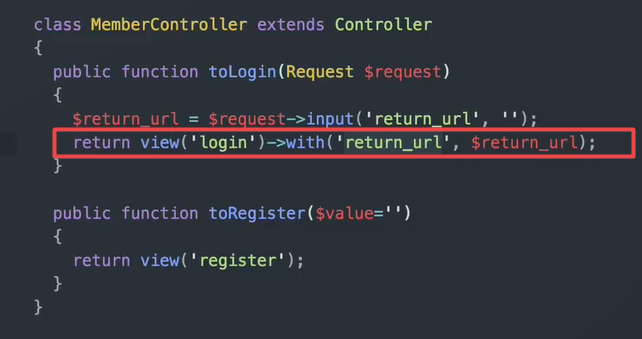 class MemberController extends Controller
{
public function toLogin(Request $request)
{
$return_url = $request->input('return_url', '');
return view('login')->with('return_url', $return_url);
}
public function toRegister($value='')
{
return view('register');
}
}